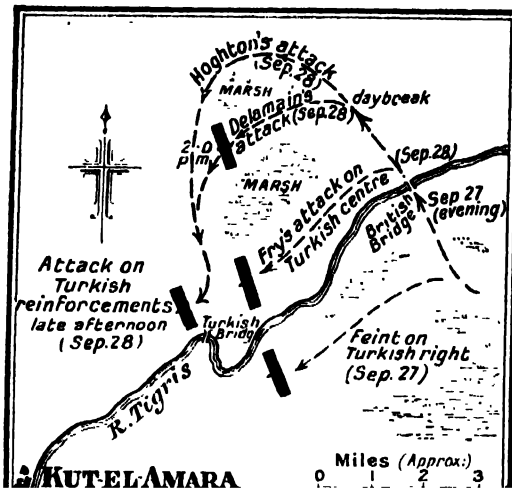 Hoghton's attack
(Sep. 28)
MARSH
Delamain's
attack (Sep. 28)
daybreak
2.0
pm
MARSH
(Sep. 28)
Fry's attack on
Turkish centre
British
Bridge
Sep 27
(evening)
Attack on
Turkish
reinforcements
late afternoon
(Sep. 28)
Turkish
Bridge
Feint on
Turkish right
(Sep. 27)
R. Tigris
KUT-EL-AMARA
Miles (Approx:)
0 1 2 3